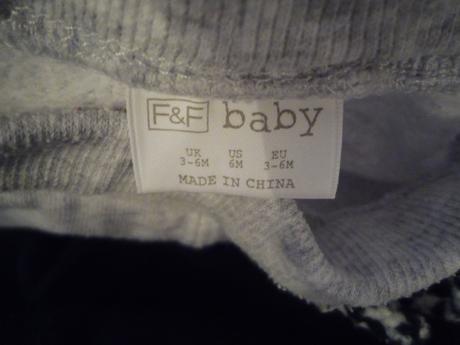 F&F baby
UK US EU
3-6M 6M 3-6M
MADE IN CHINA